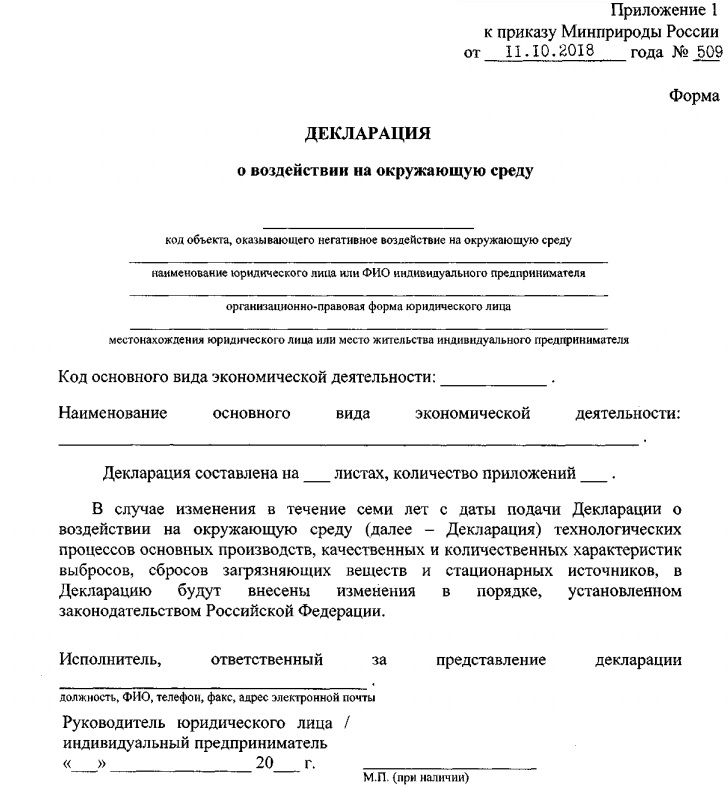 Приложение 1
к приказу Минприроды России
от 11.10.2018 года № 509
Форма
ДЕКЛАРАЦИЯ
о воздействии на окружающую среду
код объекта, оказывающего негативное воздействие на окружающую среду
наименование юридического лица или ФИО индивидуального предпринимателя
организационно-правовая форма юридического лица
местонахождения юридического лица или место жительства индивидуального предпринимателя
Код основного вида экономической деятельности: ____________ .
Наименование основного вида экономической деятельности:
.
Декларация составлена на ___ листах, количество приложений ___ .
В случае изменения в течение семи лет с даты подачи Декларации о
воздействии на окружающую среду (далее – Декларация) технологических
процессов основных производств, качественных и количественных характеристик
выбросов, сбросов загрязняющих веществ и стационарных источников, в
Декларацию будут внесены изменения в порядке, установленном
законодательством Российской Федерации.
Исполнитель, ответственный за представление декларации
.
должность, ФИО, телефон, факс, адрес электронной почты
Руководитель юридического лица /
индивидуальный предприниматель
«___» ________________ 20___ г.
М.П. (при наличии)